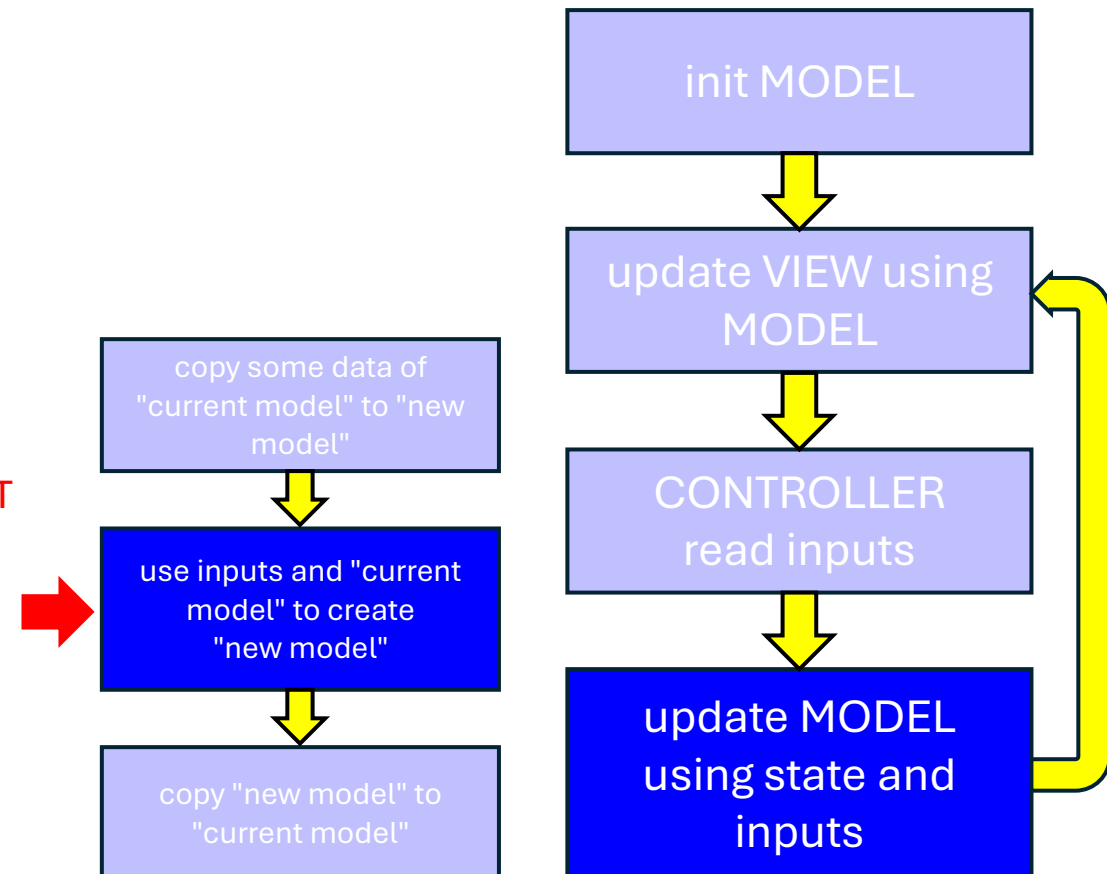 init MODEL
update VIEW using
MODEL
CONTROLLER
read inputs
update MODEL
using state and
inputs
copy some data of
"current model" to "new
model"
T
use inputs and "current
model" to create
"new model"
copy "new model" to
"current model"